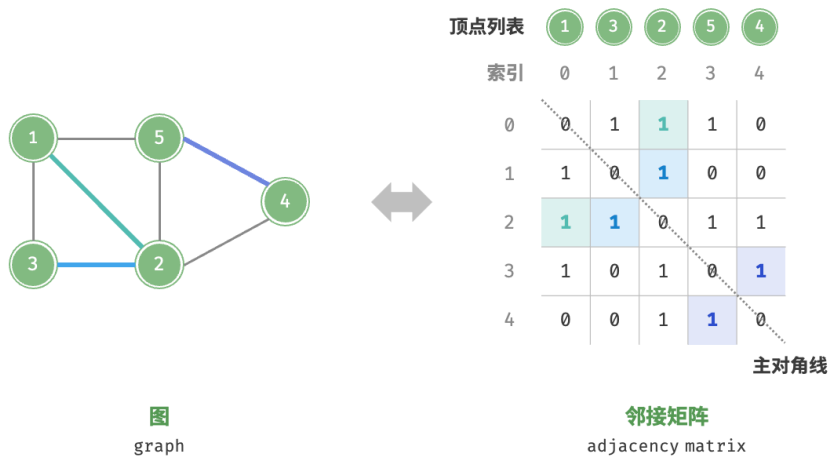 顶点列表 1 3 2 5 4
索引 0 1 2 3 4
0 0 1 1 1 0
1 1 0 1 0 0
2 1 1 0 1 1
3 1 0 1 0 1
4 0 0 1 1 0
主对角线
1 5
4
3 2
图
graph
邻接矩阵
adjacency matrix